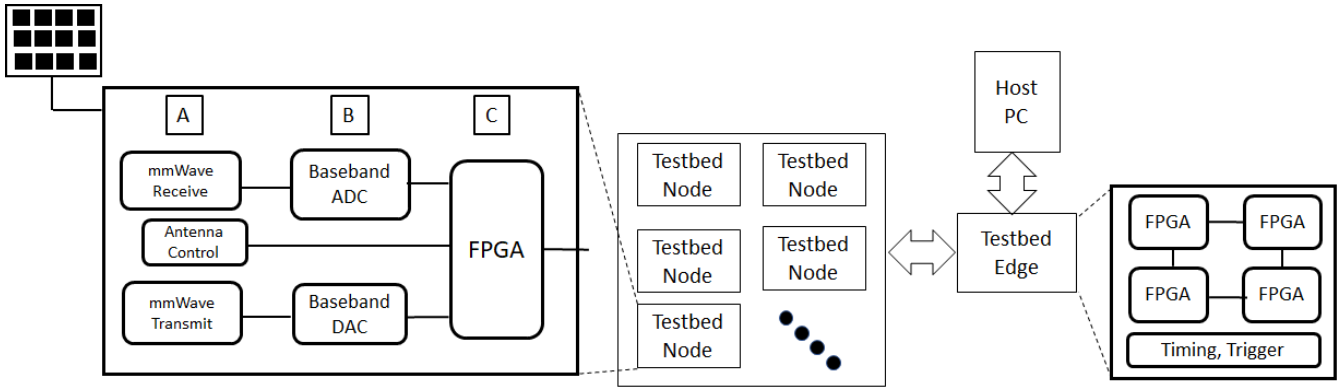 A
B
C
mmWave
Receive
Baseband
ADC
Antenna
Control
FPGA
mmWave
Transmit
Baseband
DAC
Testbed
Node
Testbed
Node
Testbed
Node
Testbed
Node
Testbed
Node
Host
PC
Testbed
Edge
FPGA
FPGA
FPGA
FPGA
Timing, Trigger